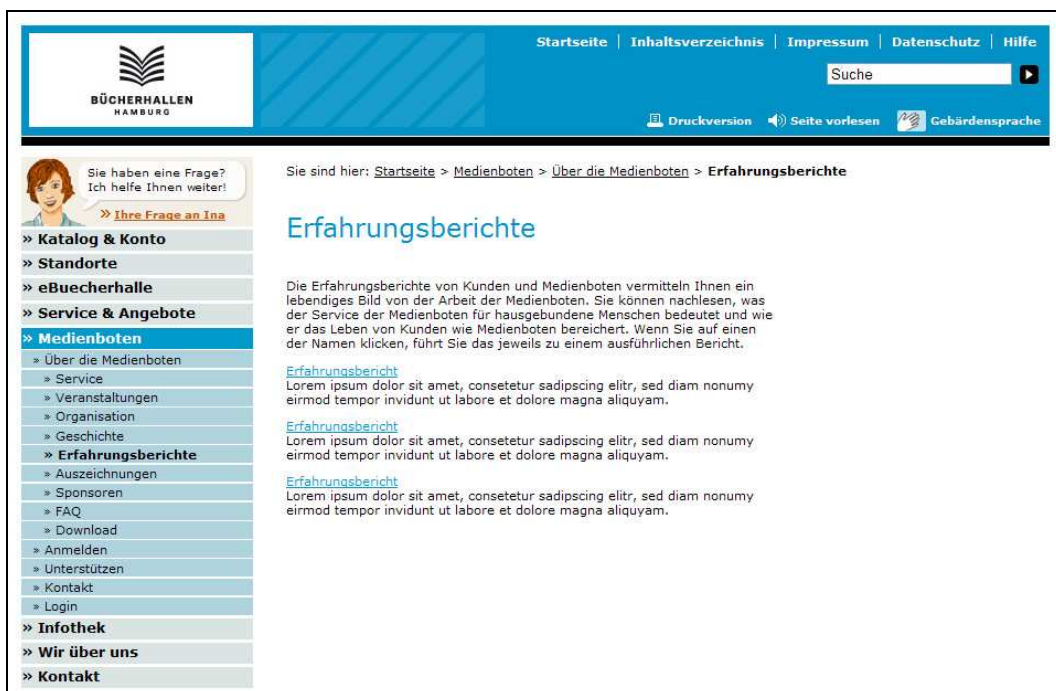 Startseite | Inhaltsverzeichnis | Impressum | Datenschutz | Hilfe
BÜCHERHALLEN
HAMBURG
Suche
Druckversion Seite vorlesen Gebärdensprache
Sie haben eine Frage?
Ich helfe Ihnen weiter!
» Ihre Frage an Ina
» Katalog & Konto
» Standorte
» eBuecherhalle
» Service & Angebote
» Medienboten
» Über die Medienboten
» Service
» Veranstaltungen
» Organisation
» Geschichte
» Erfahrungsberichte
» Auszeichnungen
» Sponsoren
» FAQ
» Download
» Anmelden
» Unterstützen
» Kontakt
» Login
» Infothek
» Wir über uns
» Kontakt
Sie sind hier: Startseite > Medienboten > Über die Medienboten > Erfahrungsberichte
Erfahrungsberichte
Die Erfahrungsberichte von Kunden und Medienboten vermitteln Ihnen ein
lebendiges Bild von der Arbeit der Medienboten. Sie können nachlesen, was
der Service der Medienboten für hausgebundene Menschen bedeutet und wie
er das Leben von Kunden wie Medienboten bereichert. Wenn Sie auf einen
der Namen klicken, führt Sie das jeweils zu einem ausführlichen Bericht.
Erfahrungsbericht
Lorem ipsum dolor sit amet, consetetur sadipscing elitr, sed diam nonumy
eirmod tempor invidunt ut labore et dolore magna aliquyam.
Erfahrungsbericht
Lorem ipsum dolor sit amet, consetetur sadipscing elitr, sed diam nonumy
eirmod tempor invidunt ut labore et dolore magna aliquyam.
Erfahrungsbericht
Lorem ipsum dolor sit amet, consetetur sadipscing elitr, sed diam nonumy
eirmod tempor invidunt ut labore et dolore magna aliquyam.